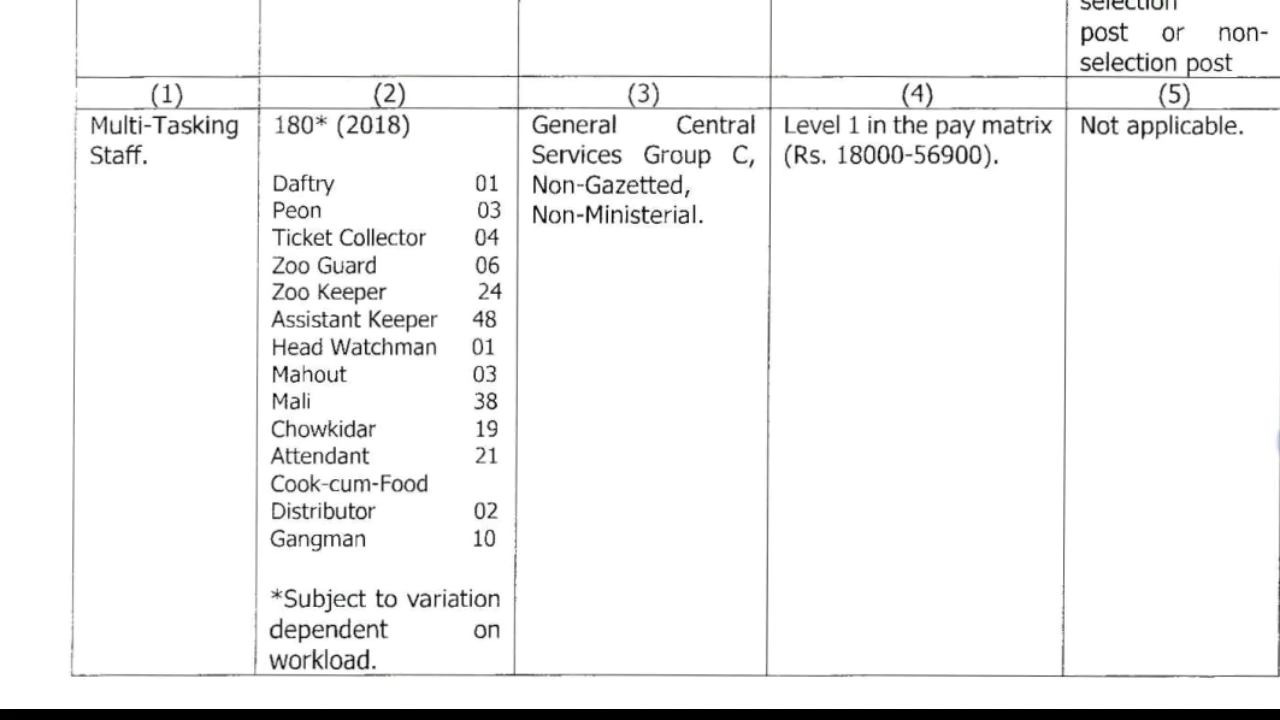 selection
post or non-
selection post
(1) (2) (3) (4) (5)
Multi-Tasking
Staff.
180* (2018)
Daftry 01
Peon 03
Ticket Collector 04
Zoo Guard 06
Zoo Keeper 24
Assistant Keeper 48
Head Watchman 01
Mahout 03
Mali 38
Chowkidar 19
Attendant 21
Cook-cum-Food
Distributor 02
Gangman 10
*Subject to variation
dependent on
workload.
General Central
Services Group C,
Non-Gazetted,
Non-Ministerial.
Level 1 in the pay matrix
(Rs. 18000-56900).
Not applicable.